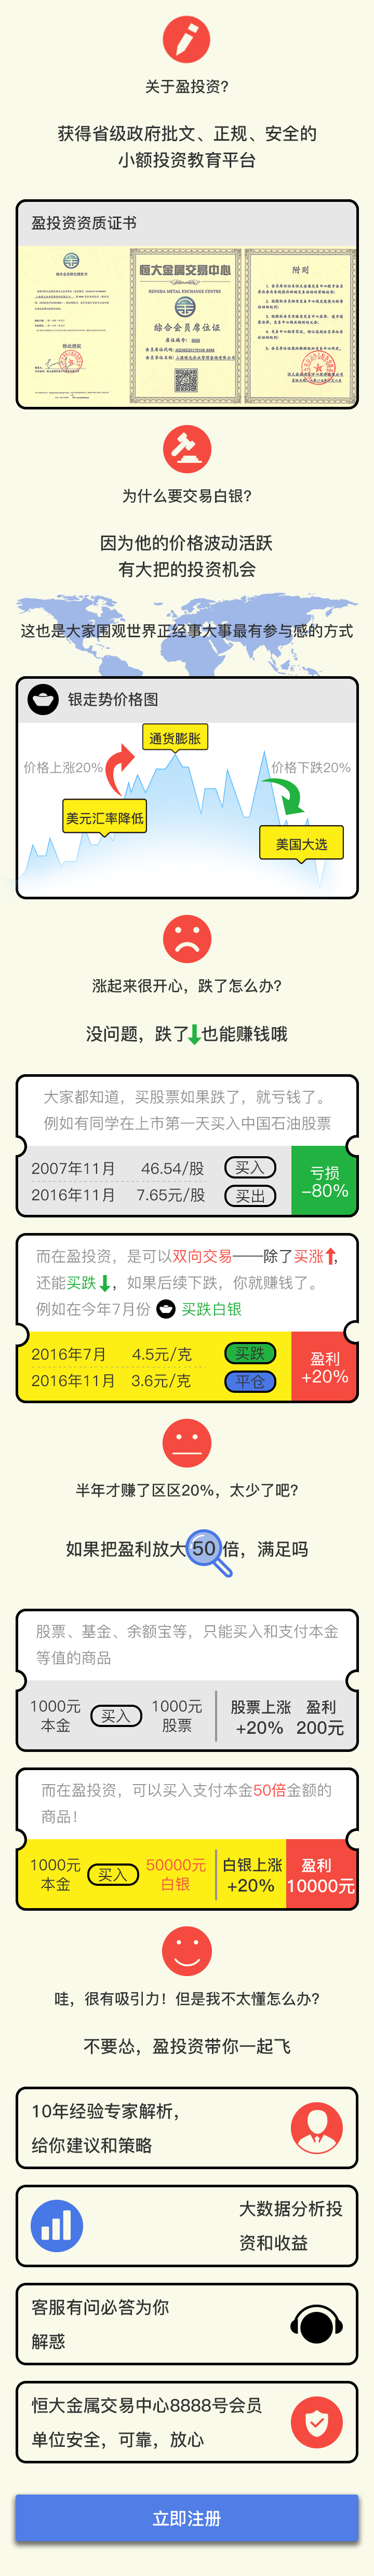 关于盈投资?
获得省级政府批文、正规、安全的
小额投资教育平台
盈投资资质证书
恒大金属交易中心
HENGDA METAL EXCHANGE CENTRE
综合会员席位证
席位编号: 8888
附则
特此授权
为什么要交易白银?
因为他的价格波动活跃
有大把的投资机会
这也是大家围观世界正经事大事最有参与感的方式
银走势价格图
通货膨胀
价格上涨20%
价格下跌20%
美元汇率降低
美国大选
涨起来很开心，跌了怎么办?
没问题，跌了也能赚钱哦
大家都知道，买股票如果跌了，就亏钱了。
例如有同学在上市第一天买入中国石油股票
2007年11月 46.54/股 买入
2016年11月 7.65元/股 卖出
亏损
-80%
而在盈投资，是可以双向交易——除了买涨，
还能买跌，如果后续下跌，你就赚钱了。
例如在今年7月份 买跌白银
2016年7月 4.5元/克 买跌
2016年11月 3.6元/克 平仓
盈利
+20%
半年才赚了区区20%，太少了吧?
如果把盈利放大50倍，满足吗
股票、基金、余额宝等，只能买入和支付本金
等值的商品
1000元
本金
买入
1000元
股票
股票上涨
+20%
盈利
200元
而在盈投资，可以买入支付本金50倍金额的
商品！
1000元
本金
买入
50000元
白银
白银上涨
+20%
盈利
10000元
哇，很有吸引力！但是我不太懂怎么办?
不要怂，盈投资带你一起飞
10年经验专家解析，
给你建议和策略
大数据分析投
资和收益
客服有问必答为你
解惑
恒大金属交易中心8888号会员
单位安全，可靠，放心
立即注册